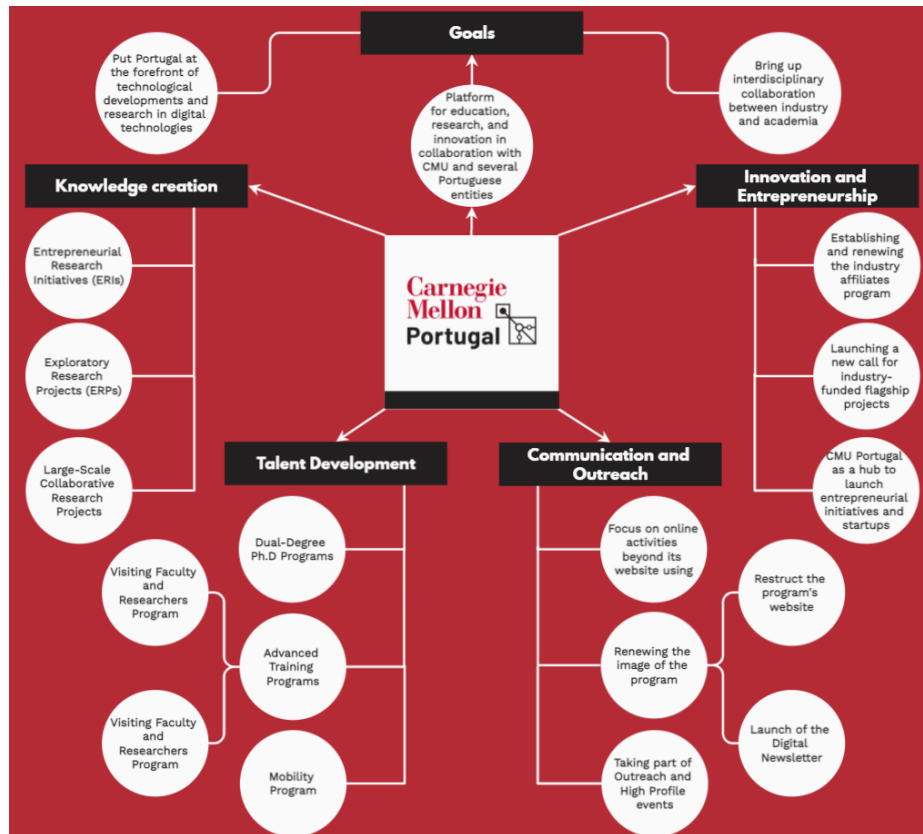 Goals
Put Portugal at
the forefront of
technological
developments and
research in digital
technologies
Platform
for education,
research, and
innovation in
collaboration with
CMU and several
Portuguese
entities
Bring up
interdisciplinary
collaboration
between industry
and academia
Knowledge creation
Innovation and
Entrepreneurship
Entrepreneurial
Research
Initiatives (ERIs)
Exploratory
Research
Projects (ERPs)
Large-Scale
Collaborative
Research
Projects
Carnegie
Mellon
Portugal
Establishing
and renewing
the industry
affiliates
program
Launching a
new call for
industry-
funded flagship
projects
CMU Portugal
as a hub to
launch
entrepreneurial
initiatives and
startups
Talent Development
Communication and
Outreach
Dual-Degree
Ph.D Programs
Visiting Faculty
and
Researchers
Program
Advanced
Training
Programs
Visiting Faculty
and
Researchers
Program
Mobility
Program
Focus on online
activities
beyond its
website using
Renewing the
image of the
program
Restruct the
program's
website
Launch of the
Digital
Newsletter
Taking part of
Outreach and
High Profile
events